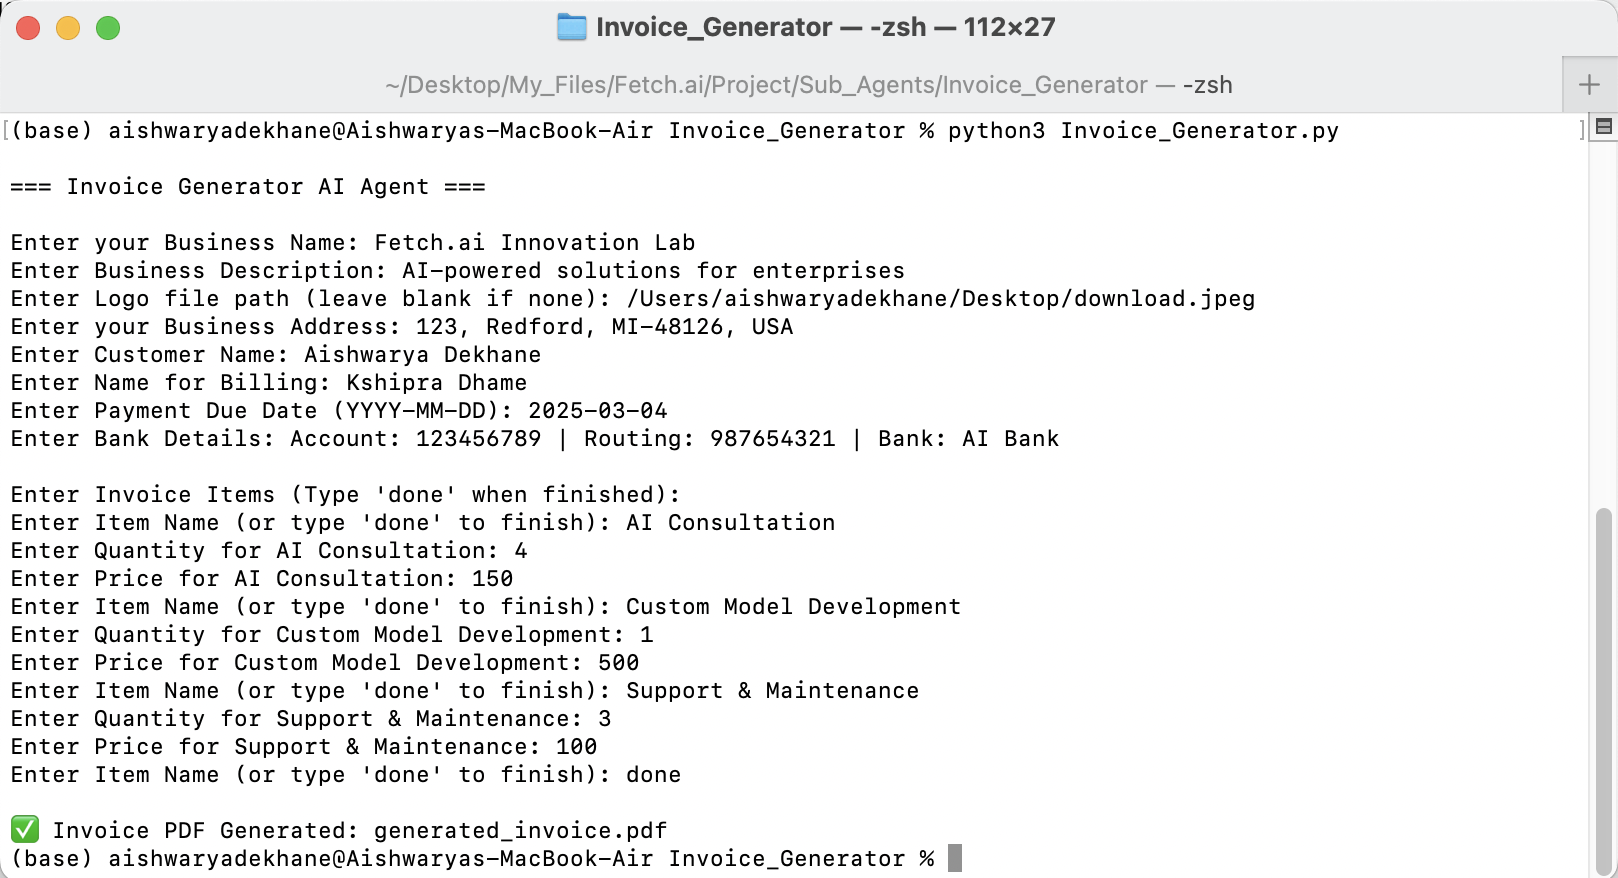 Invoice_Generator — -zsh — 112×27
~/Desktop/My_Files/Fetch.ai/Project/Sub_Agents/Invoice_Generator — -zsh
[(base) aishwaryadekhane@Aishwaryas-MacBook-Air Invoice_Generator % python3 Invoice_Generator.py ]
=== Invoice Generator AI Agent ===
Enter your Business Name: Fetch.ai Innovation Lab
Enter Business Description: AI-powered solutions for enterprises
Enter Logo file path (leave blank if none): /Users/aishwaryadekhane/Desktop/download.jpeg
Enter your Business Address: 123, Redford, MI-48126, USA
Enter Customer Name: Aishwarya Dekhane
Enter Name for Billing: Kshipra Dhame
Enter Payment Due Date (YYYY-MM-DD): 2025-03-04
Enter Bank Details: Account: 123456789 | Routing: 987654321 | Bank: AI Bank
Enter Invoice Items (Type 'done' when finished):
Enter Item Name (or type 'done' to finish): AI Consultation
Enter Quantity for AI Consultation: 4
Enter Price for AI Consultation: 150
Enter Item Name (or type 'done' to finish): Custom Model Development
Enter Quantity for Custom Model Development: 1
Enter Price for Custom Model Development: 500
Enter Item Name (or type 'done' to finish): Support & Maintenance
Enter Quantity for Support & Maintenance: 3
Enter Price for Support & Maintenance: 100
Enter Item Name (or type 'done' to finish): done
✅ Invoice PDF Generated: generated_invoice.pdf
(base) aishwaryadekhane@Aishwaryas-MacBook-Air Invoice_Generator %